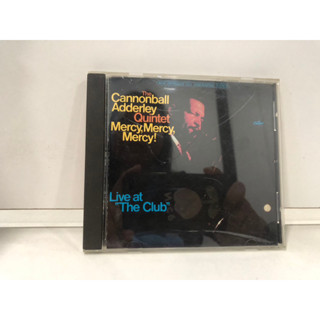 The
Cannonball
Adderley
Quintet
Mercy, Mercy,
Mercy!
Live at
"The Club"